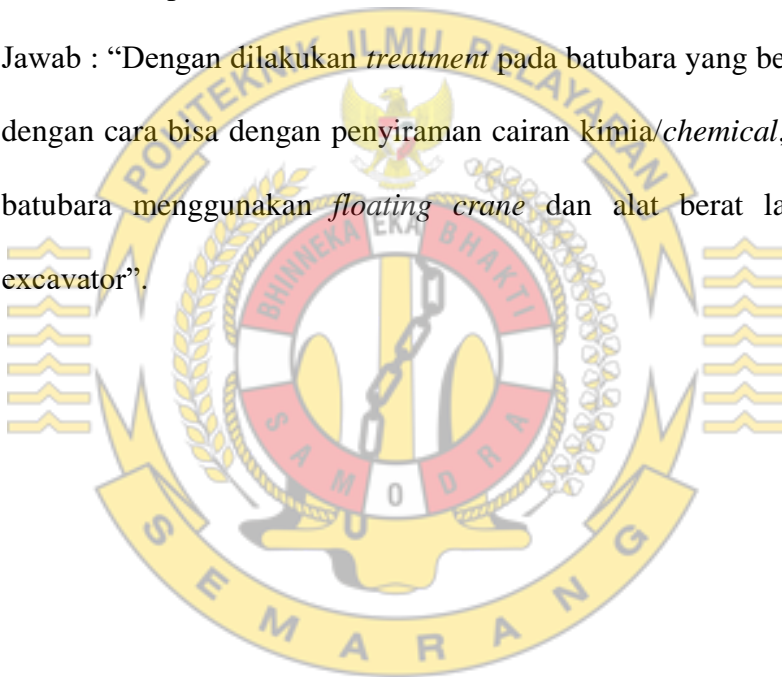 Jawab : “Dengan dilakukan treatment pada batubara yang be
dengan cara bisa dengan penyiraman cairan kimia/chemical,
batubara menggunakan floating crane dan alat berat la
excavator”.
POLITEKNIK ILMU PELAYARAN
BHINNEKA EKA BHAKTI
SAMODRA
SEMARANG